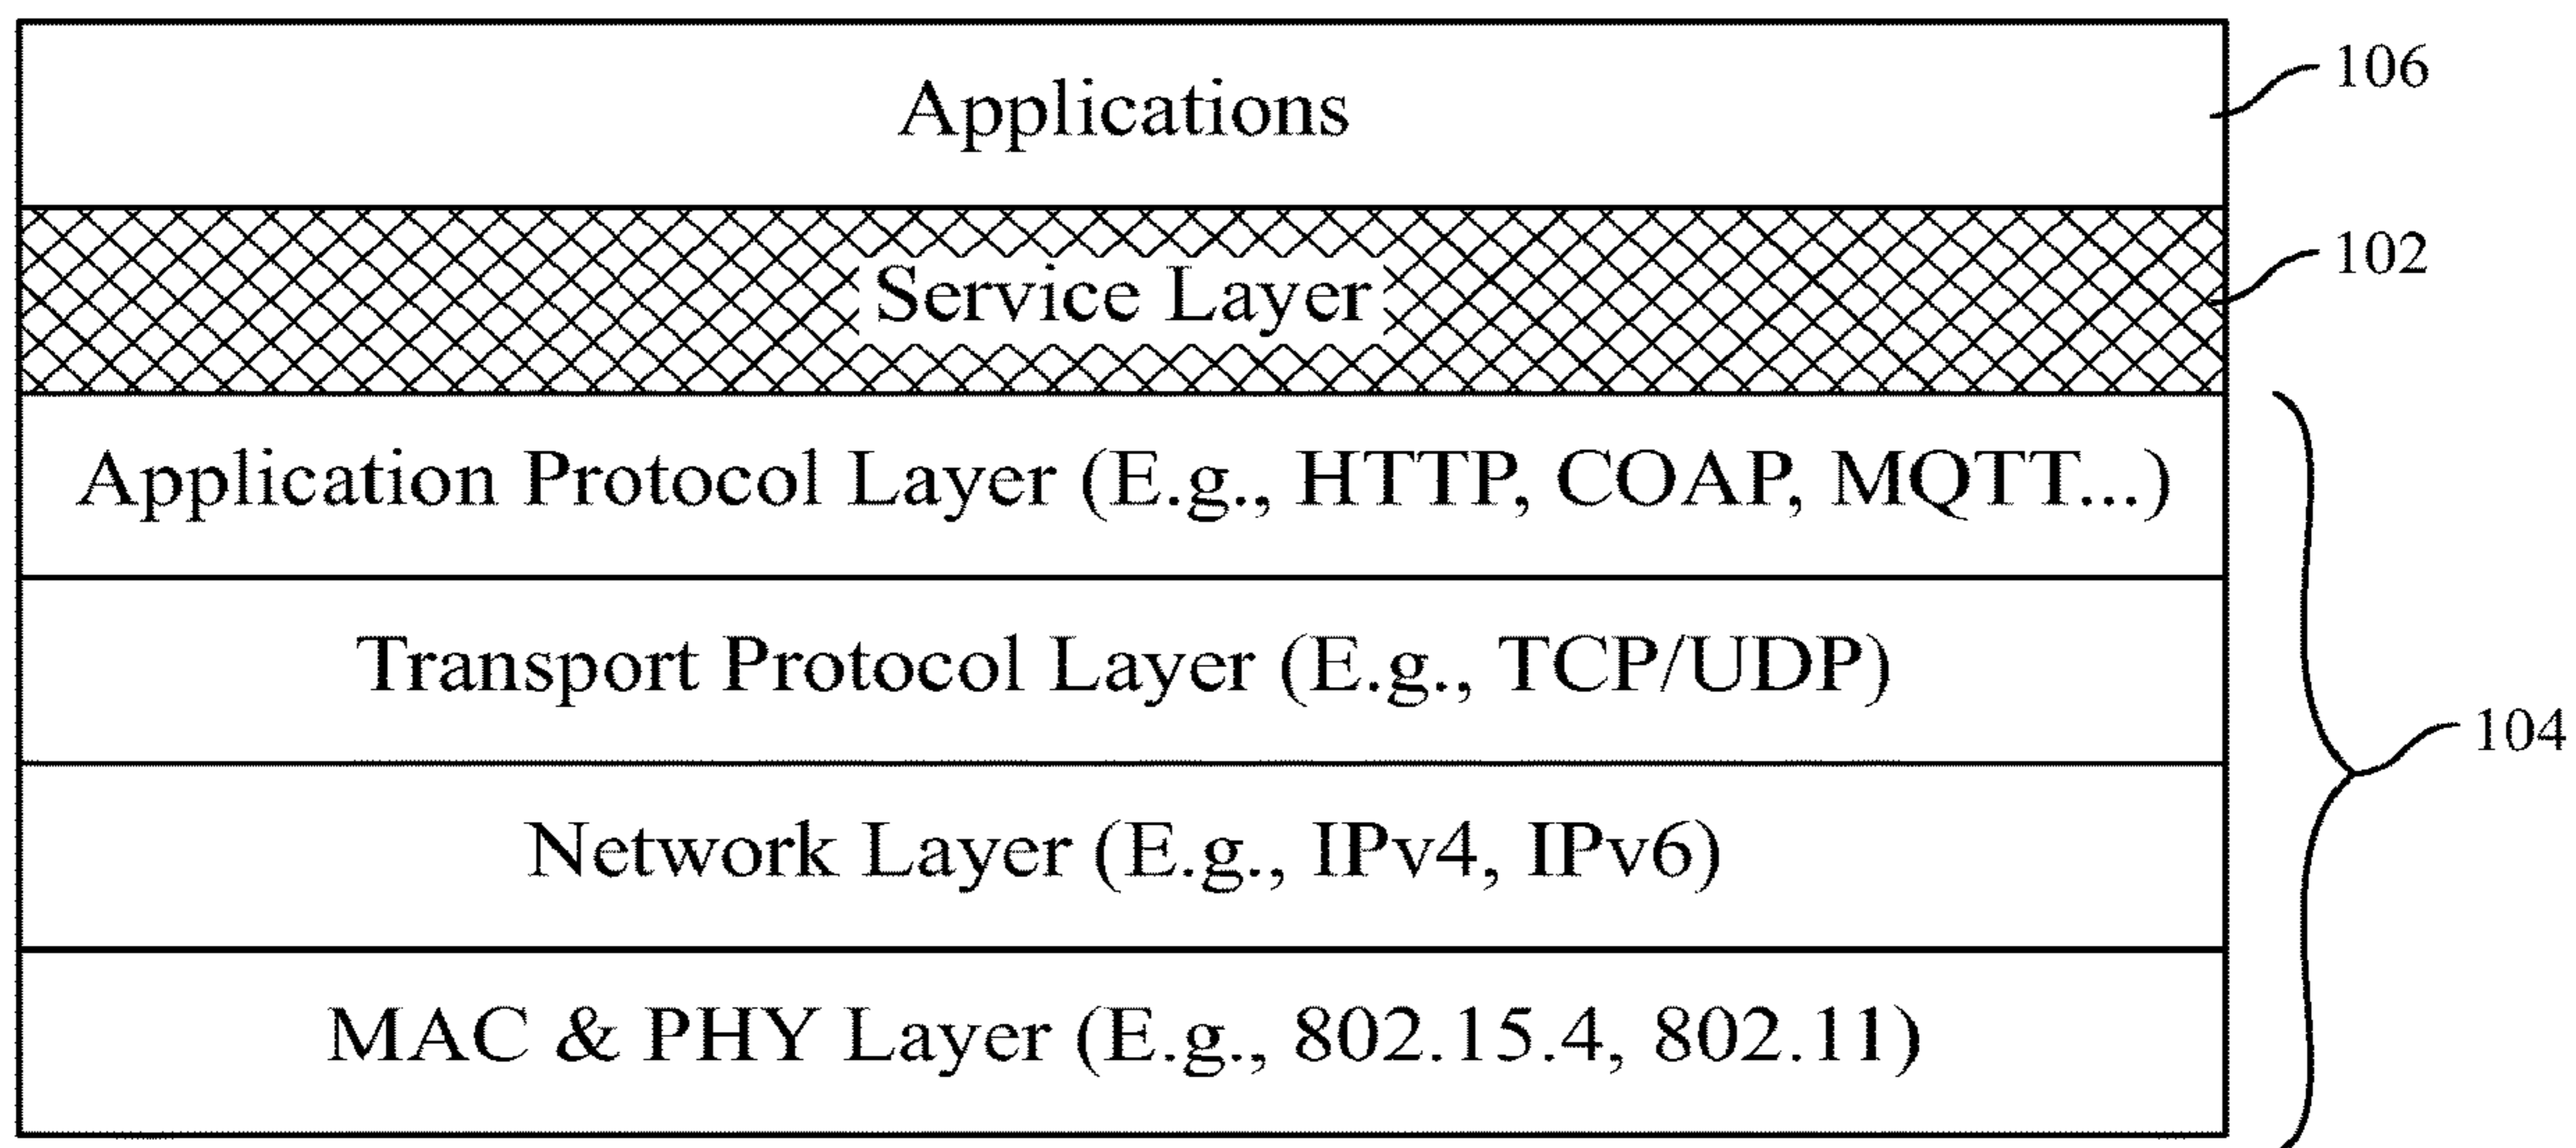 Applications
106
Service Layer
102
Application Protocol Layer (E.g., HTTP, COAP, MQTT...)
Transport Protocol Layer (E.g., TCP/UDP)
104
Network Layer (E.g., IPv4, IPv6)
MAC & PHY Layer (E.g., 802.15.4, 802.11)